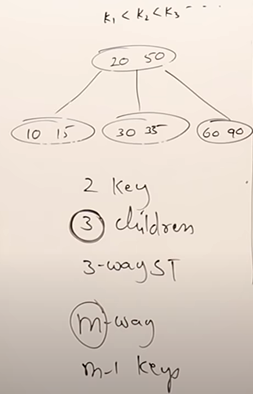 K₁ < K₂ < K₃ ---
20 50
10 15 30 35 60 90
2 Key
3 children
3-way ST
m-way
m-1 Keys